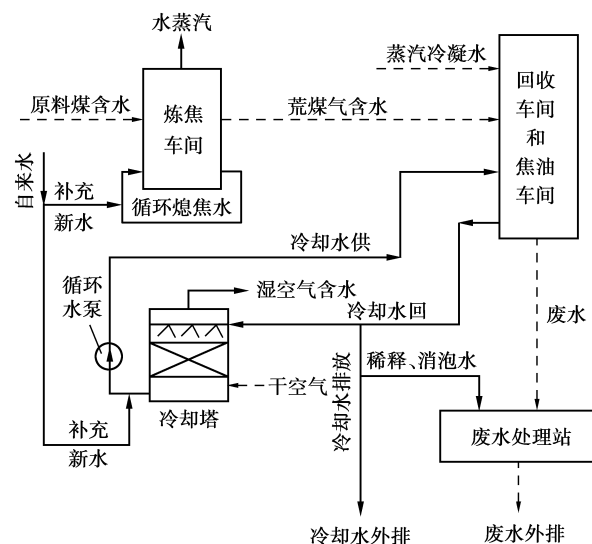 水蒸汽
蒸汽冷凝水
原料煤含水
炼焦
车间
荒煤气含水
回收
车间
和
焦油
车间
自来水
补充
新水
循环熄焦水
冷却水供
循环
水泵
湿空气含水
冷却水回
废水
稀释、消泡水
干空气
冷却水排放
冷却塔
补充
新水
废水处理站
冷却水外排
废水外排